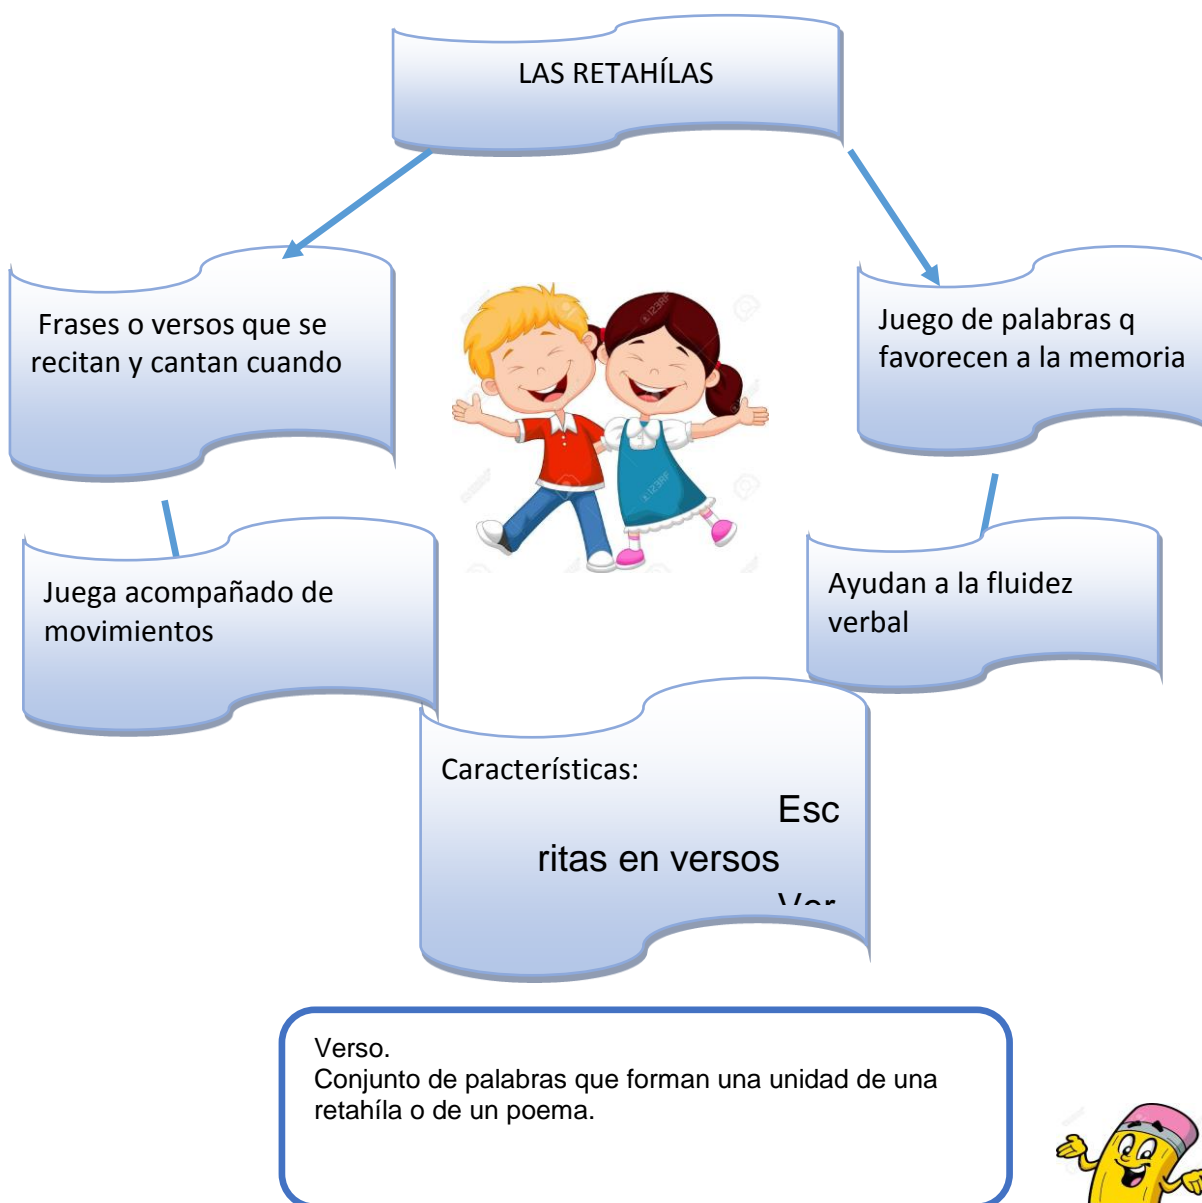 LAS RETAHÍLAS
Frases o versos que se
recitan y cantan cuando
Juego de palabras q
favorecen a la memoria
Juega acompañado de
movimientos
Ayudan a la fluidez
verbal
Características:
Esc
ritas en versos
Verso.
Conjunto de palabras que forman una unidad de una
retahíla o de un poema.